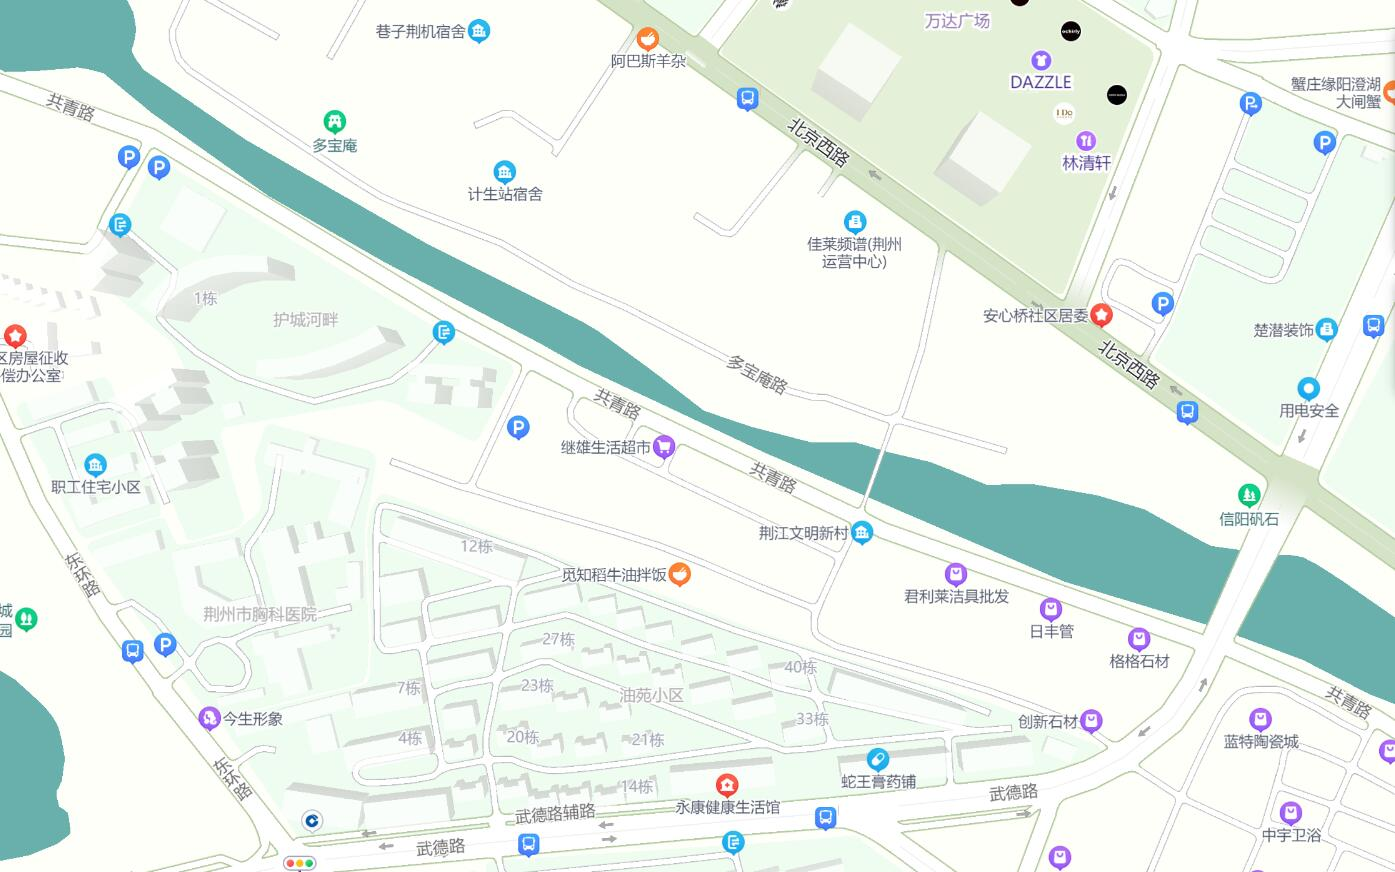 巷子荆机宿舍
阿巴斯羊杂
万达广场
ochirly
DAZZLE
I Do
林清轩
蟹庄缘阳澄湖
大闸蟹
共青路
多宝庵
计生站宿舍
北京西路
佳莱频谱(荆州
运营中心)
1栋
护城河畔
安心桥社区居委
楚潜装饰
区房屋征收
偿办公室
多宝庵路
北京西路
用电安全
共青路
继雄生活超市
共青路
职工住宅小区
信阳矾石
荆江文明新村
12栋
觅知稻牛油拌饭
君利莱洁具批发
东环路
荆州市胸科医院
城
园
日丰管
27栋
格格石材
40栋
7栋
23栋
油苑小区
共青路
今生形象
33栋
创新石材
4栋
20栋
21栋
蓝特陶瓷城
东环路
14栋
蛇王膏药铺
永康健康生活馆
武德路
武德路辅路
中宇卫浴
武德路